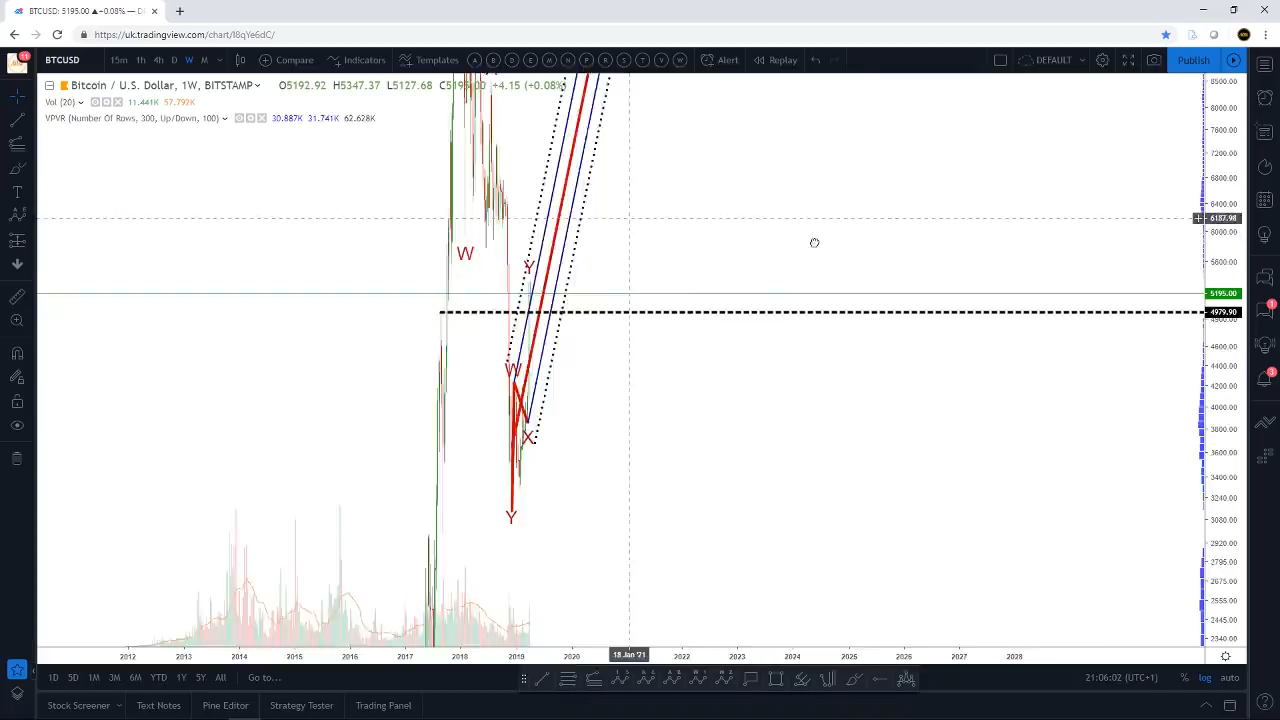 BTCUSD: 5195.00 ▲+0.08% — D
https://uk.tradingview.com/chart/l8qYe6dC/
11
BTCUSD 15m 1h 4h D W M Compare Indicators Templates A B D E M N O P R S T V W Alert Replay DEFAULT Publish
Bitcoin / U.S. Dollar, 1W, BITSTAMP O5192.92 H5347.37 L5127.68 C5195.00 +4.15 (+0.08%)
Vol (20) 11.441K 57.792K
VPVR (Number Of Rows, 300, Up/Down, 100) 30.887K 31.741K 62.628K
8500.00
8000.00
7600.00
7200.00
6800.00
6400.00
6187.98
6000.00
W
Y
5600.00
5195.00
1
4979.90
4600.00
W
4400.00
3
4200.00
4000.00
3800.00
X
3600.00
3400.00
3240.00
Y
3080.00
2920.00
2795.00
2675.00
2555.00
2445.00
2340.00
2012 2013 2014 2015 2016 2017 2018 2019 2020 18 Jan '21 2022 2023 2024 2025 2026 2027 2028
1D 5D 1M 3M 6M YTD 1Y 5Y All Go to... 21:06:02 (UTC+1) % log auto
Stock Screener Text Notes Pine Editor Strategy Tester Trading Panel